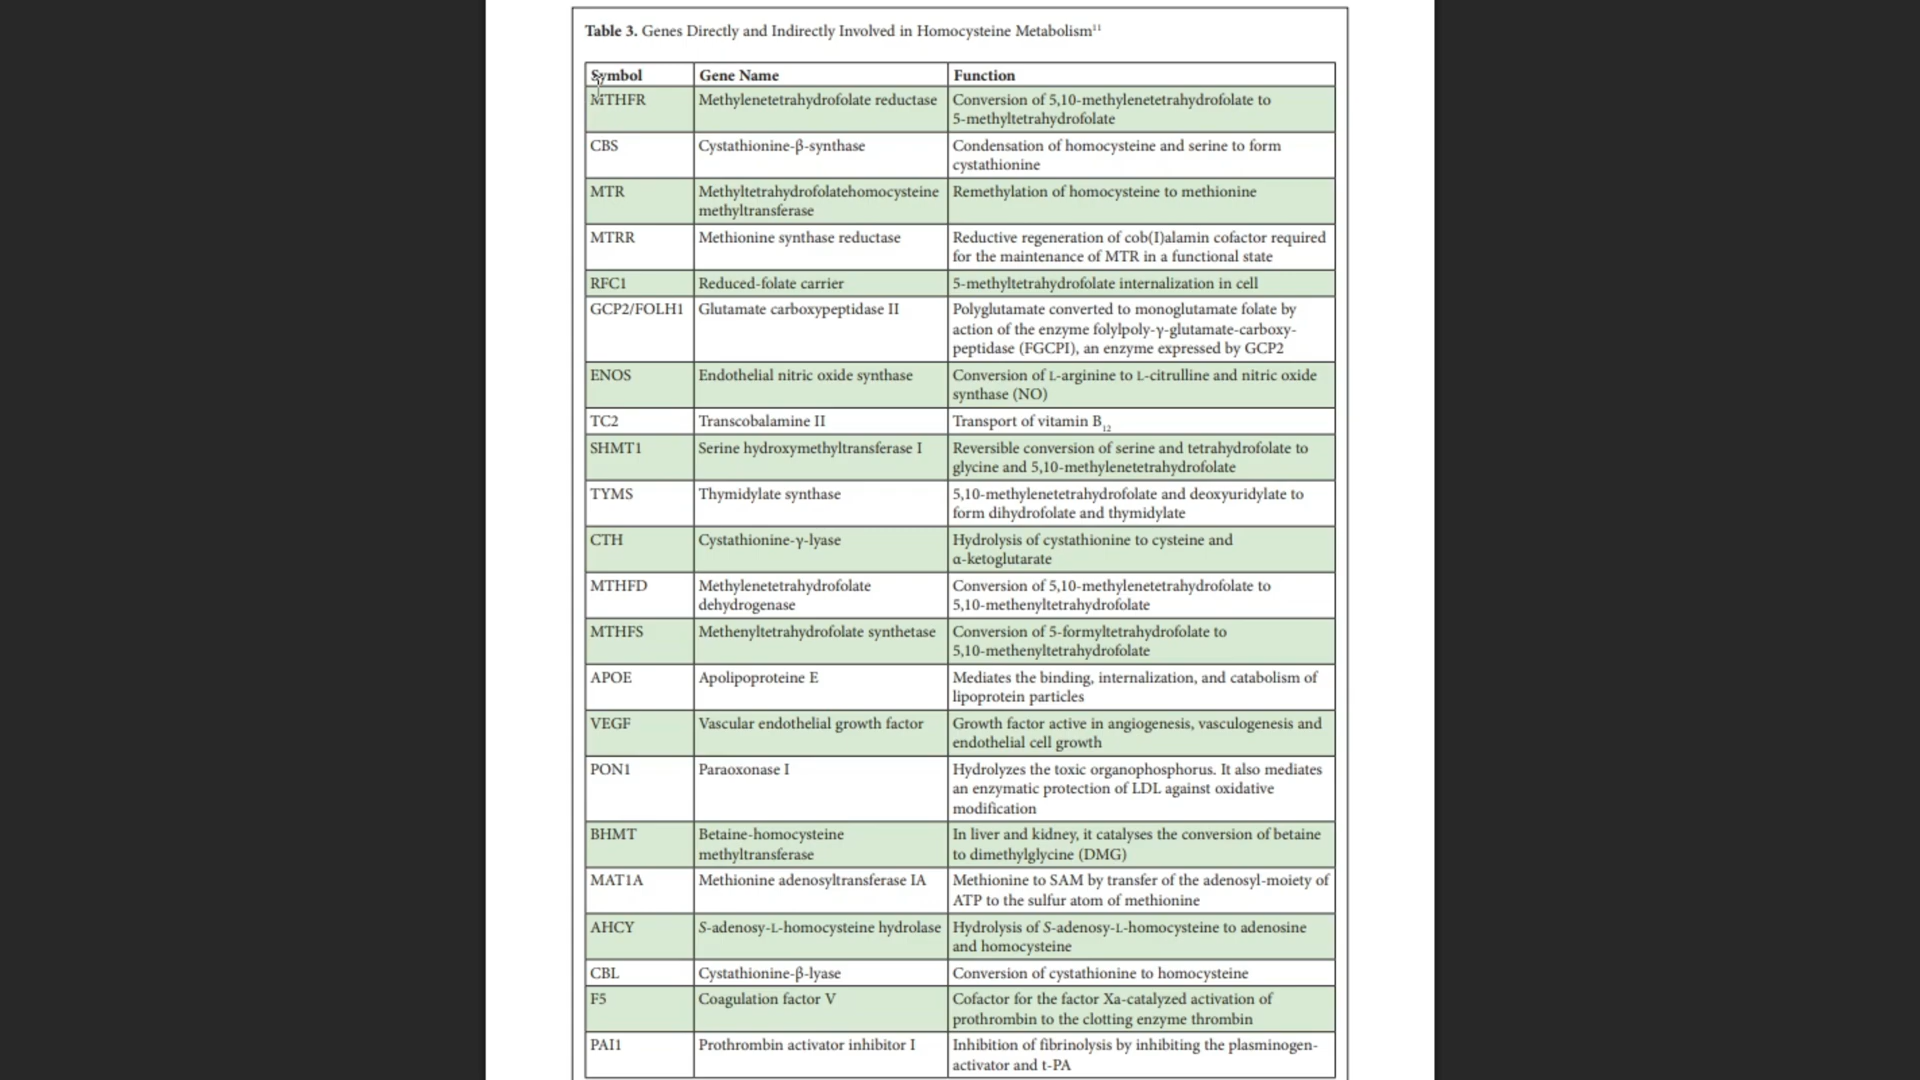 Table 3. Genes Directly and Indirectly Involved in Homocysteine Metabolism¹¹
Symbol Gene Name Function
MTHFR Methylenetetrahydrofolate reductase Conversion of 5,10-methylenetetrahydrofolate to
5-methyltetrahydrofolate
CBS Cystathionine-β-synthase Condensation of homocysteine and serine to form
cystathionine
MTR Methyltetrahydrofolatehomocysteine Remethylation of homocysteine to methionine
methyltransferase
MTRR Methionine synthase reductase Reductive regeneration of cob(I)alamin cofactor required
for the maintenance of MTR in a functional state
RFC1 Reduced-folate carrier 5-methyltetrahydrofolate internalization in cell
GCP2/FOLH1 Glutamate carboxypeptidase II Polyglutamate converted to monoglutamate folate by
action of the enzyme folylpoly-γ-glutamate-carboxy-
peptidase (FGCPI), an enzyme expressed by GCP2
ENOS Endothelial nitric oxide synthase Conversion of L-arginine to L-citrulline and nitric oxide
synthase (NO)
TC2 Transcobalamine II Transport of vitamin B₁₂
SHMT1 Serine hydroxymethyltransferase I Reversible conversion of serine and tetrahydrofolate to
glycine and 5,10-methylenetetrahydrofolate
TYMS Thymidylate synthase 5,10-methylenetetrahydrofolate and deoxyuridylate to
form dihydrofolate and thymidylate
CTH Cystathionine-γ-lyase Hydrolysis of cystathionine to cysteine and
α-ketoglutarate
MTHFD Methylenetetrahydrofolate Conversion of 5,10-methylenetetrahydrofolate to
dehydrogenase 5,10-methenyltetrahydrofolate
MTHFS Methenyltetrahydrofolate synthetase Conversion of 5-formyltetrahydrofolate to
5,10-methenyltetrahydrofolate
APOE Apolipoproteine E Mediates the binding, internalization, and catabolism of
lipoprotein particles
VEGF Vascular endothelial growth factor Growth factor active in angiogenesis, vasculogenesis and
endothelial cell growth
PON1 Paraoxonase I Hydrolyzes the toxic organophosphorus. It also mediates
an enzymatic protection of LDL against oxidative
modification
BHMT Betaine-homocysteine In liver and kidney, it catalyses the conversion of betaine
methyltransferase to dimethylglycine (DMG)
MAT1A Methionine adenosyltransferase IA Methionine to SAM by transfer of the adenosyl-moiety of
ATP to the sulfur atom of methionine
AHCY S-adenosy-L-homocysteine hydrolase Hydrolysis of S-adenosy-L-homocysteine to adenosine
and homocysteine
CBL Cystathionine-β-lyase Conversion of cystathionine to homocysteine
F5 Coagulation factor V Cofactor for the factor Xa-catalyzed activation of
prothrombin to the clotting enzyme thrombin
PAI1 Prothrombin activator inhibitor I Inhibition of fibrinolysis by inhibiting the plasminogen-
activator and t-PA